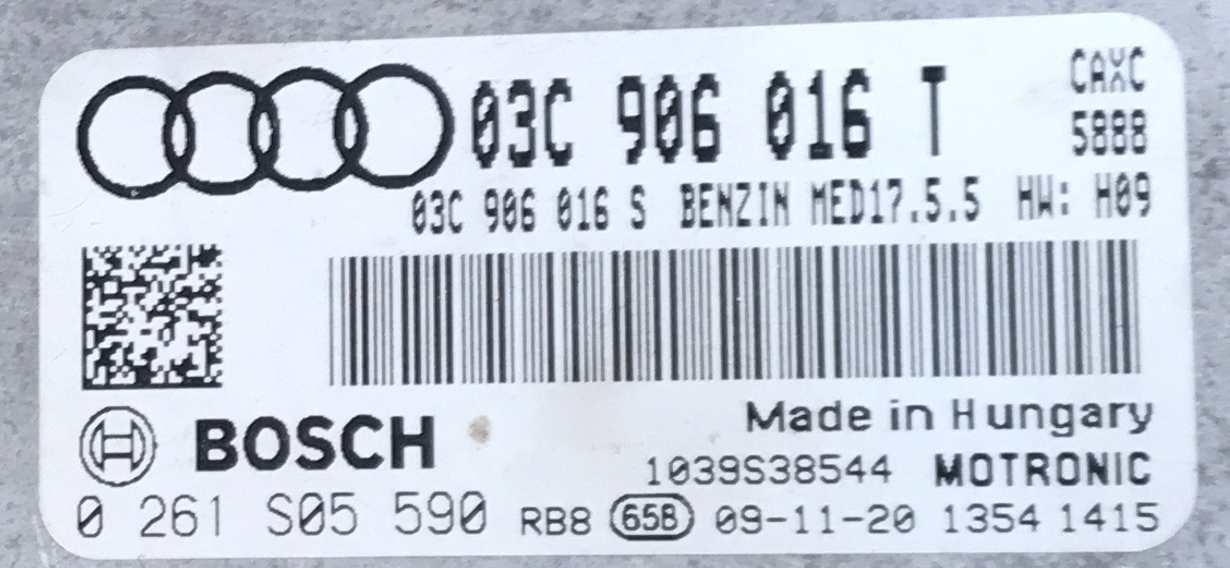 03C 906 016 T
CAXC
5888
03C 906 016 S BENZIN MED17.5.5 HW: H09
Made in Hungary
BOSCH
1039S38544 MOTRONIC
0 261 S05 590 RB8 65B 09-11-20 1354 1415